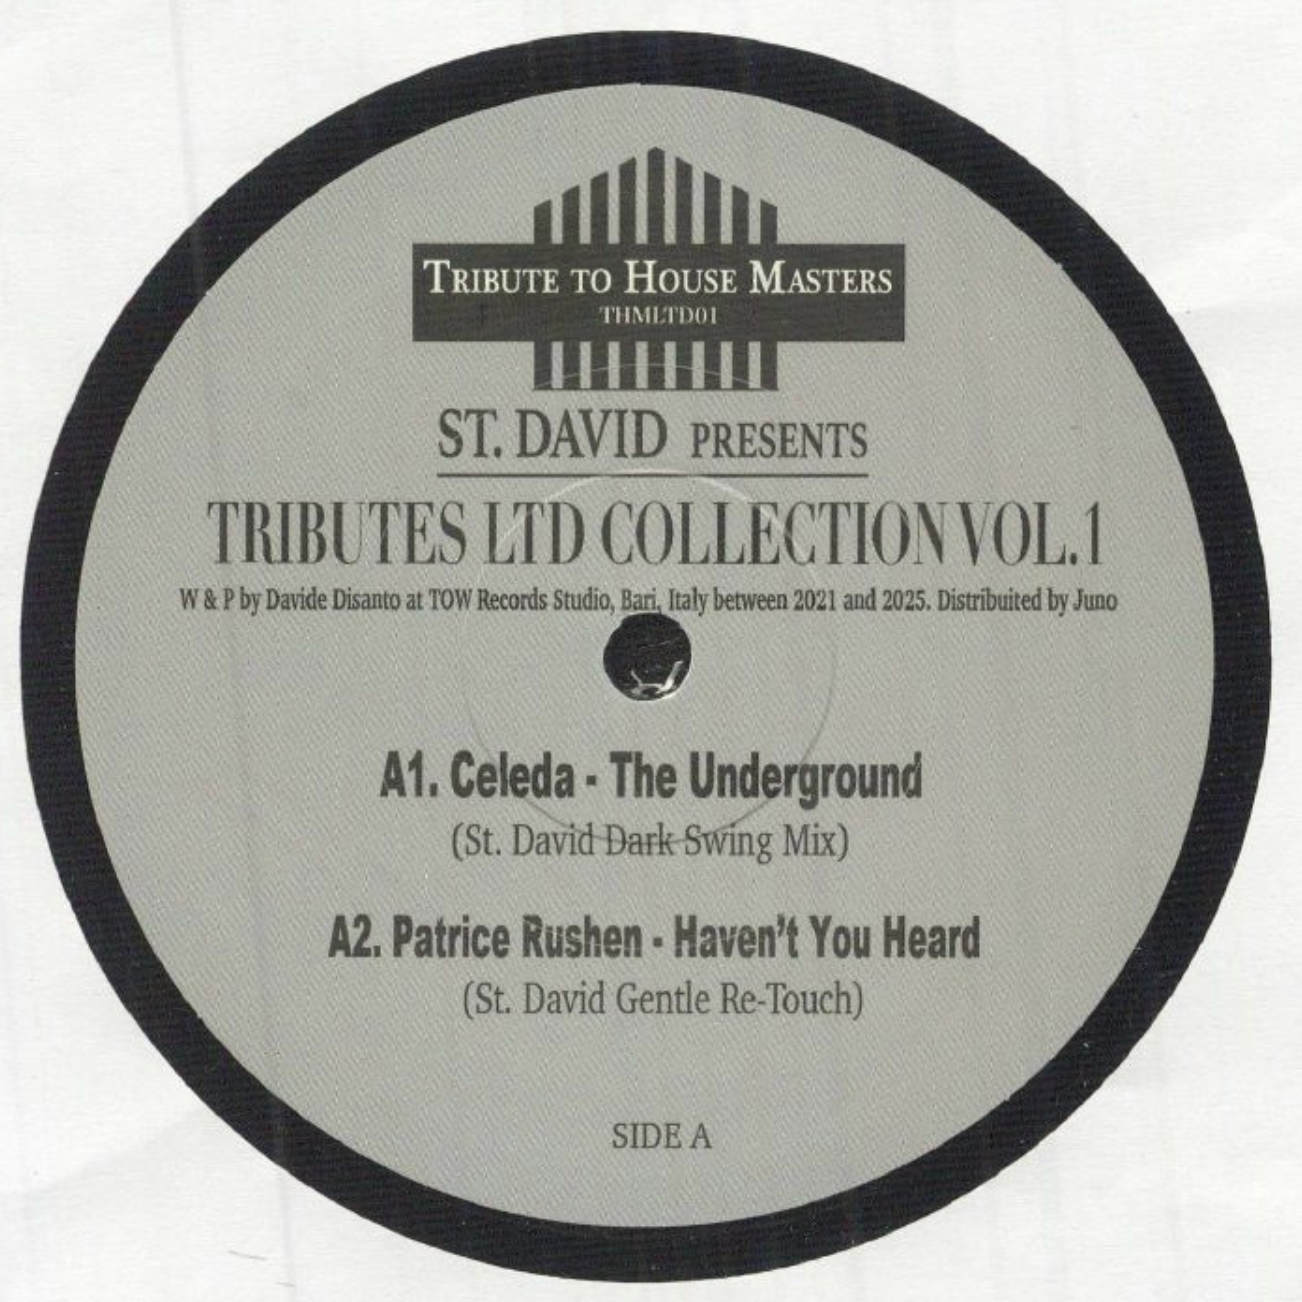 TRIBUTE TO HOUSE MASTERS
THMLTD01
ST. DAVID PRESENTS
TRIBUTES LTD COLLECTION VOL.1
W & P by Davide Disanto at TOW Records Studio, Bari, Italy between 2021 and 2025. Distribuited by Juno
A1. Celeda - The Underground
(St. David Dark Swing Mix)
A2. Patrice Rushen - Haven't You Heard
(St. David Gentle Re-Touch)
SIDE A